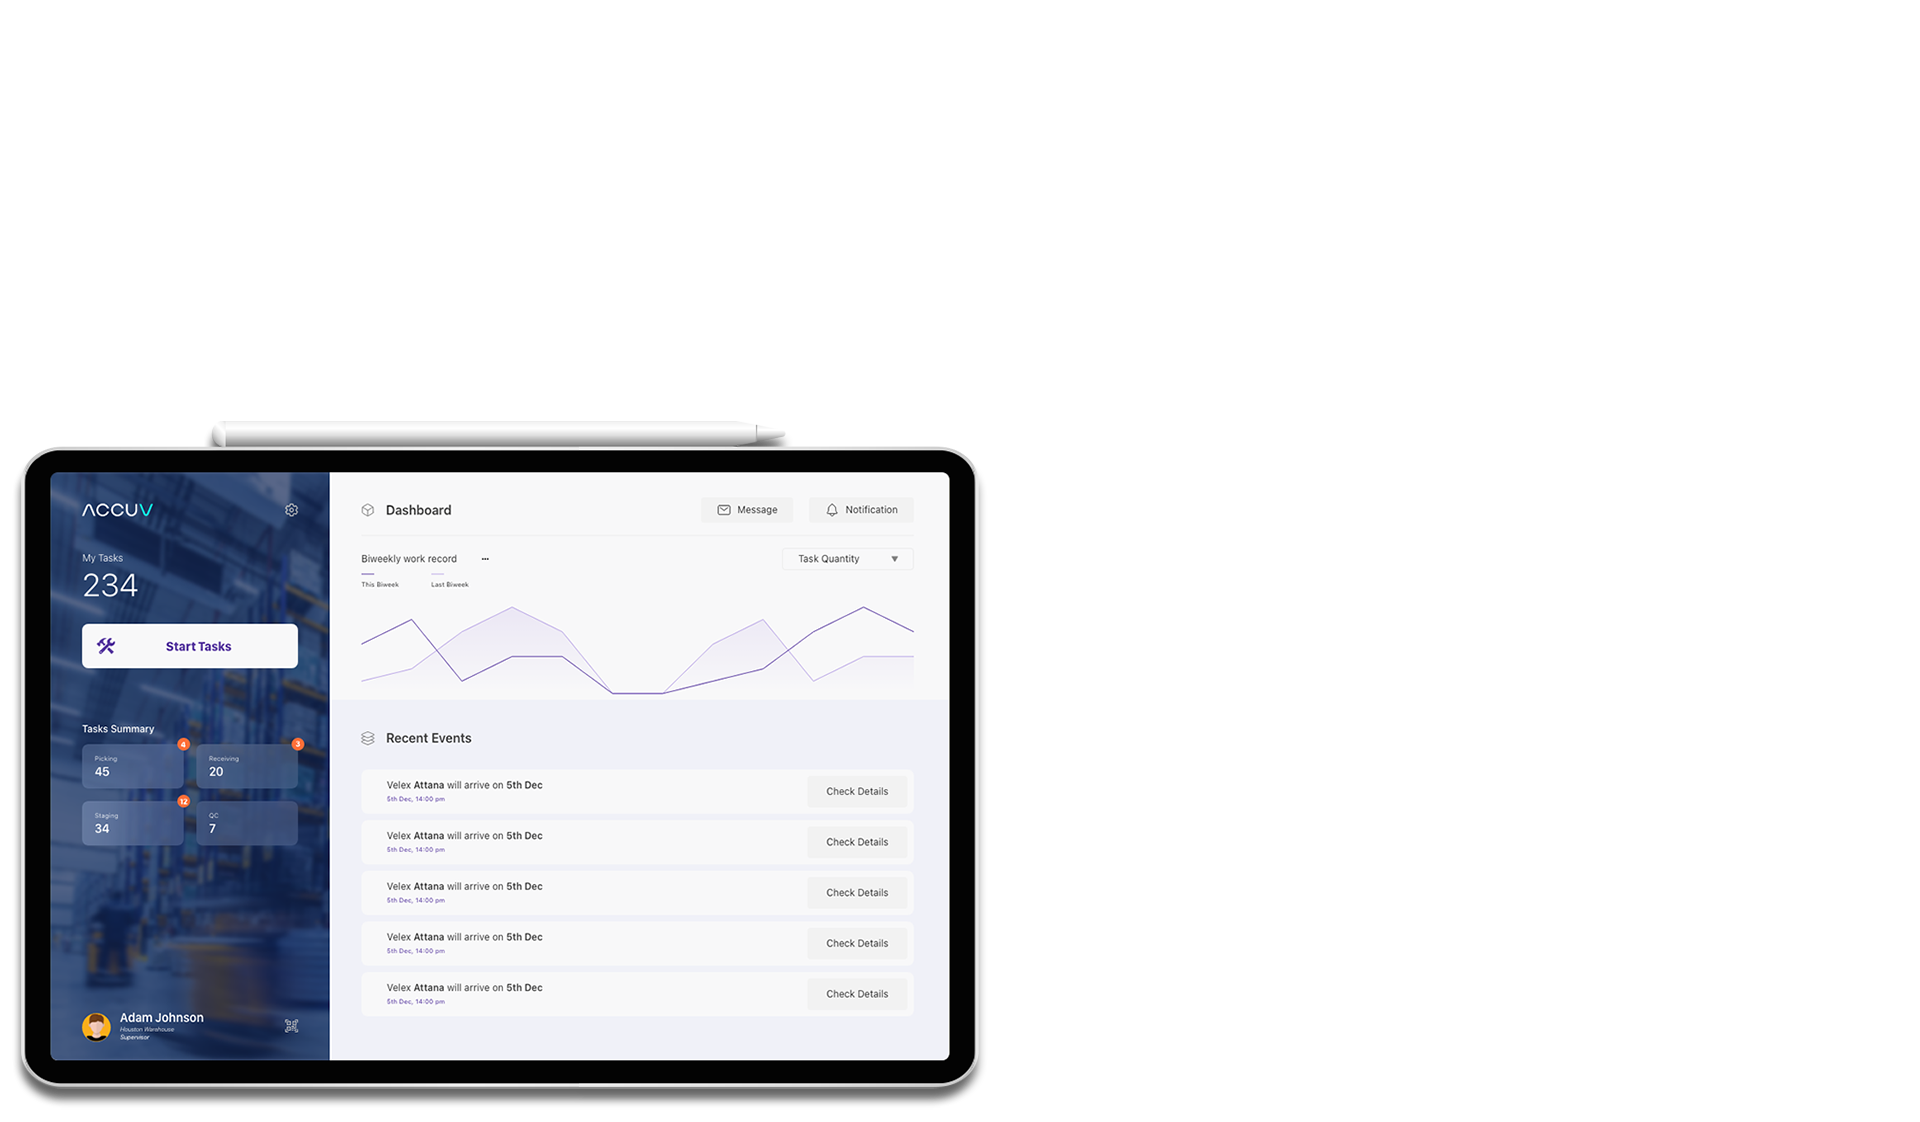 ACCUV
My Tasks
234
Start Tasks
Tasks Summary
4
Picking
45
3
Receiving
20
12
Staging
34
QC
7
Adam Johnson
Houston Warehouse
Supervisor
Dashboard
Message
Notification
Biweekly work record
Task Quantity
This Biweek
Last Biweek
Recent Events
Velex Attana will arrive on 5th Dec
5th Dec, 14:00 pm
Check Details
Velex Attana will arrive on 5th Dec
5th Dec, 14:00 pm
Check Details
Velex Attana will arrive on 5th Dec
5th Dec, 14:00 pm
Check Details
Velex Attana will arrive on 5th Dec
5th Dec, 14:00 pm
Check Details
Velex Attana will arrive on 5th Dec
5th Dec, 14:00 pm
Check Details